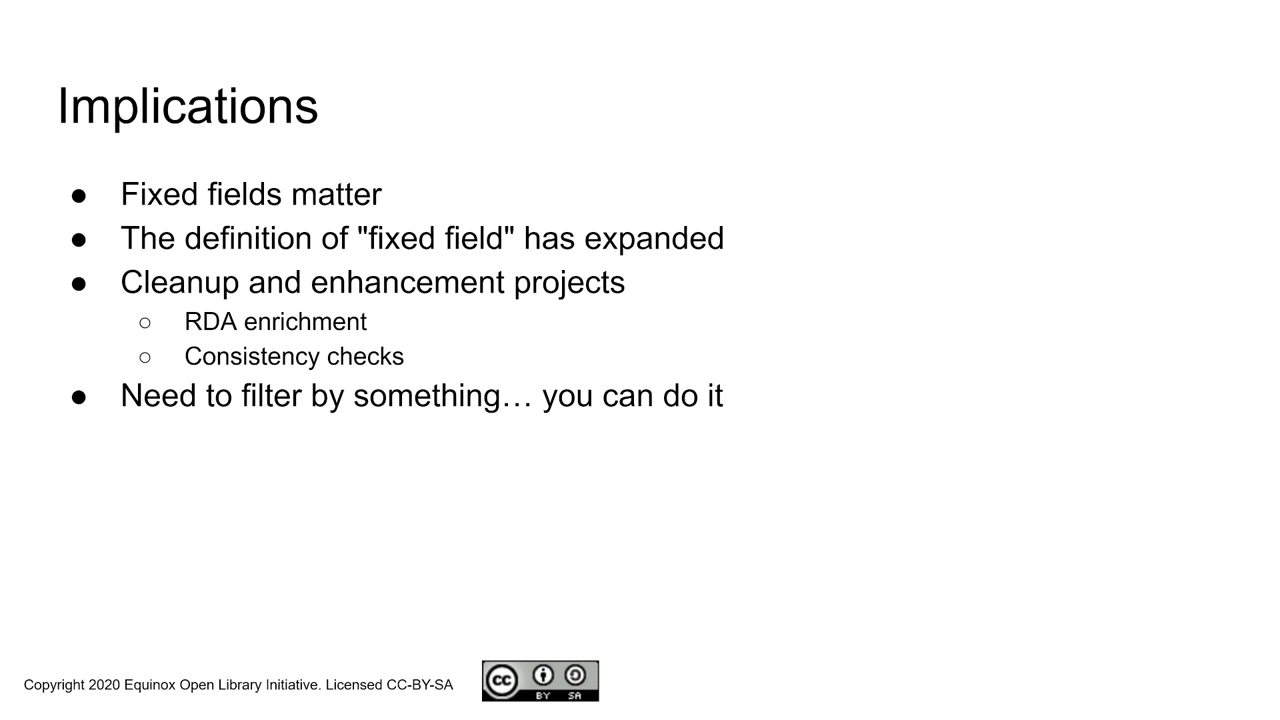 Implications
● Fixed fields matter
● The definition of "fixed field" has expanded
● Cleanup and enhancement projects
○ RDA enrichment
○ Consistency checks
● Need to filter by something… you can do it
Copyright 2020 Equinox Open Library Initiative. Licensed CC-BY-SA
cc
BY SA